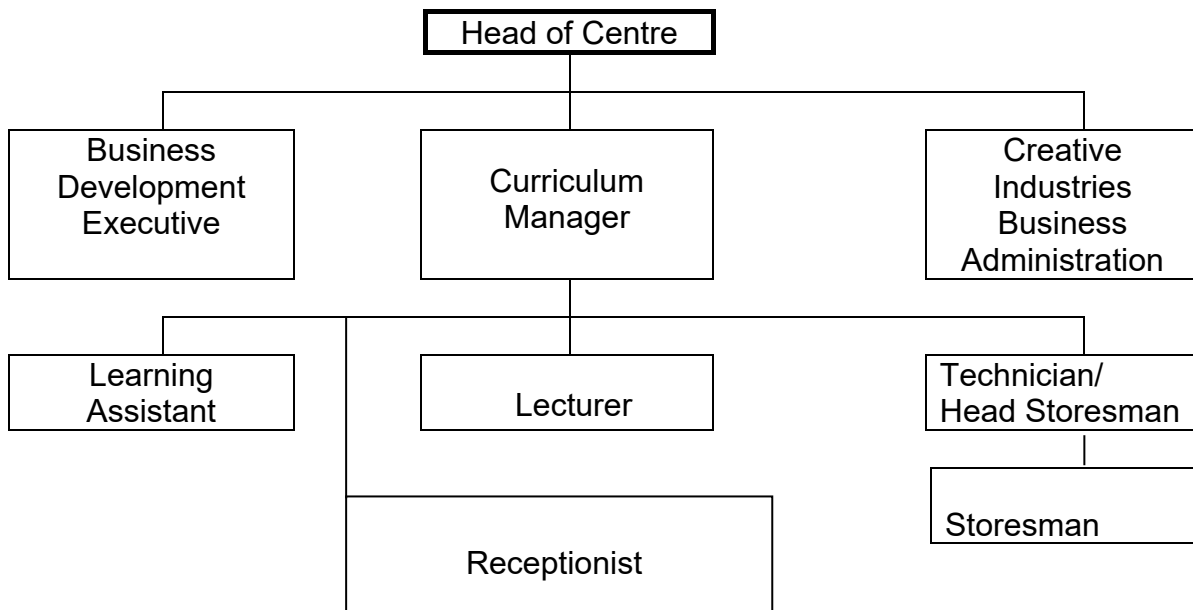 Head of Centre
Business
Development
Executive
Curriculum
Manager
Creative
Industries
Business
Administration
Learning
Assistant
Lecturer
Technician/
Head Storesman
Storesman
Receptionist